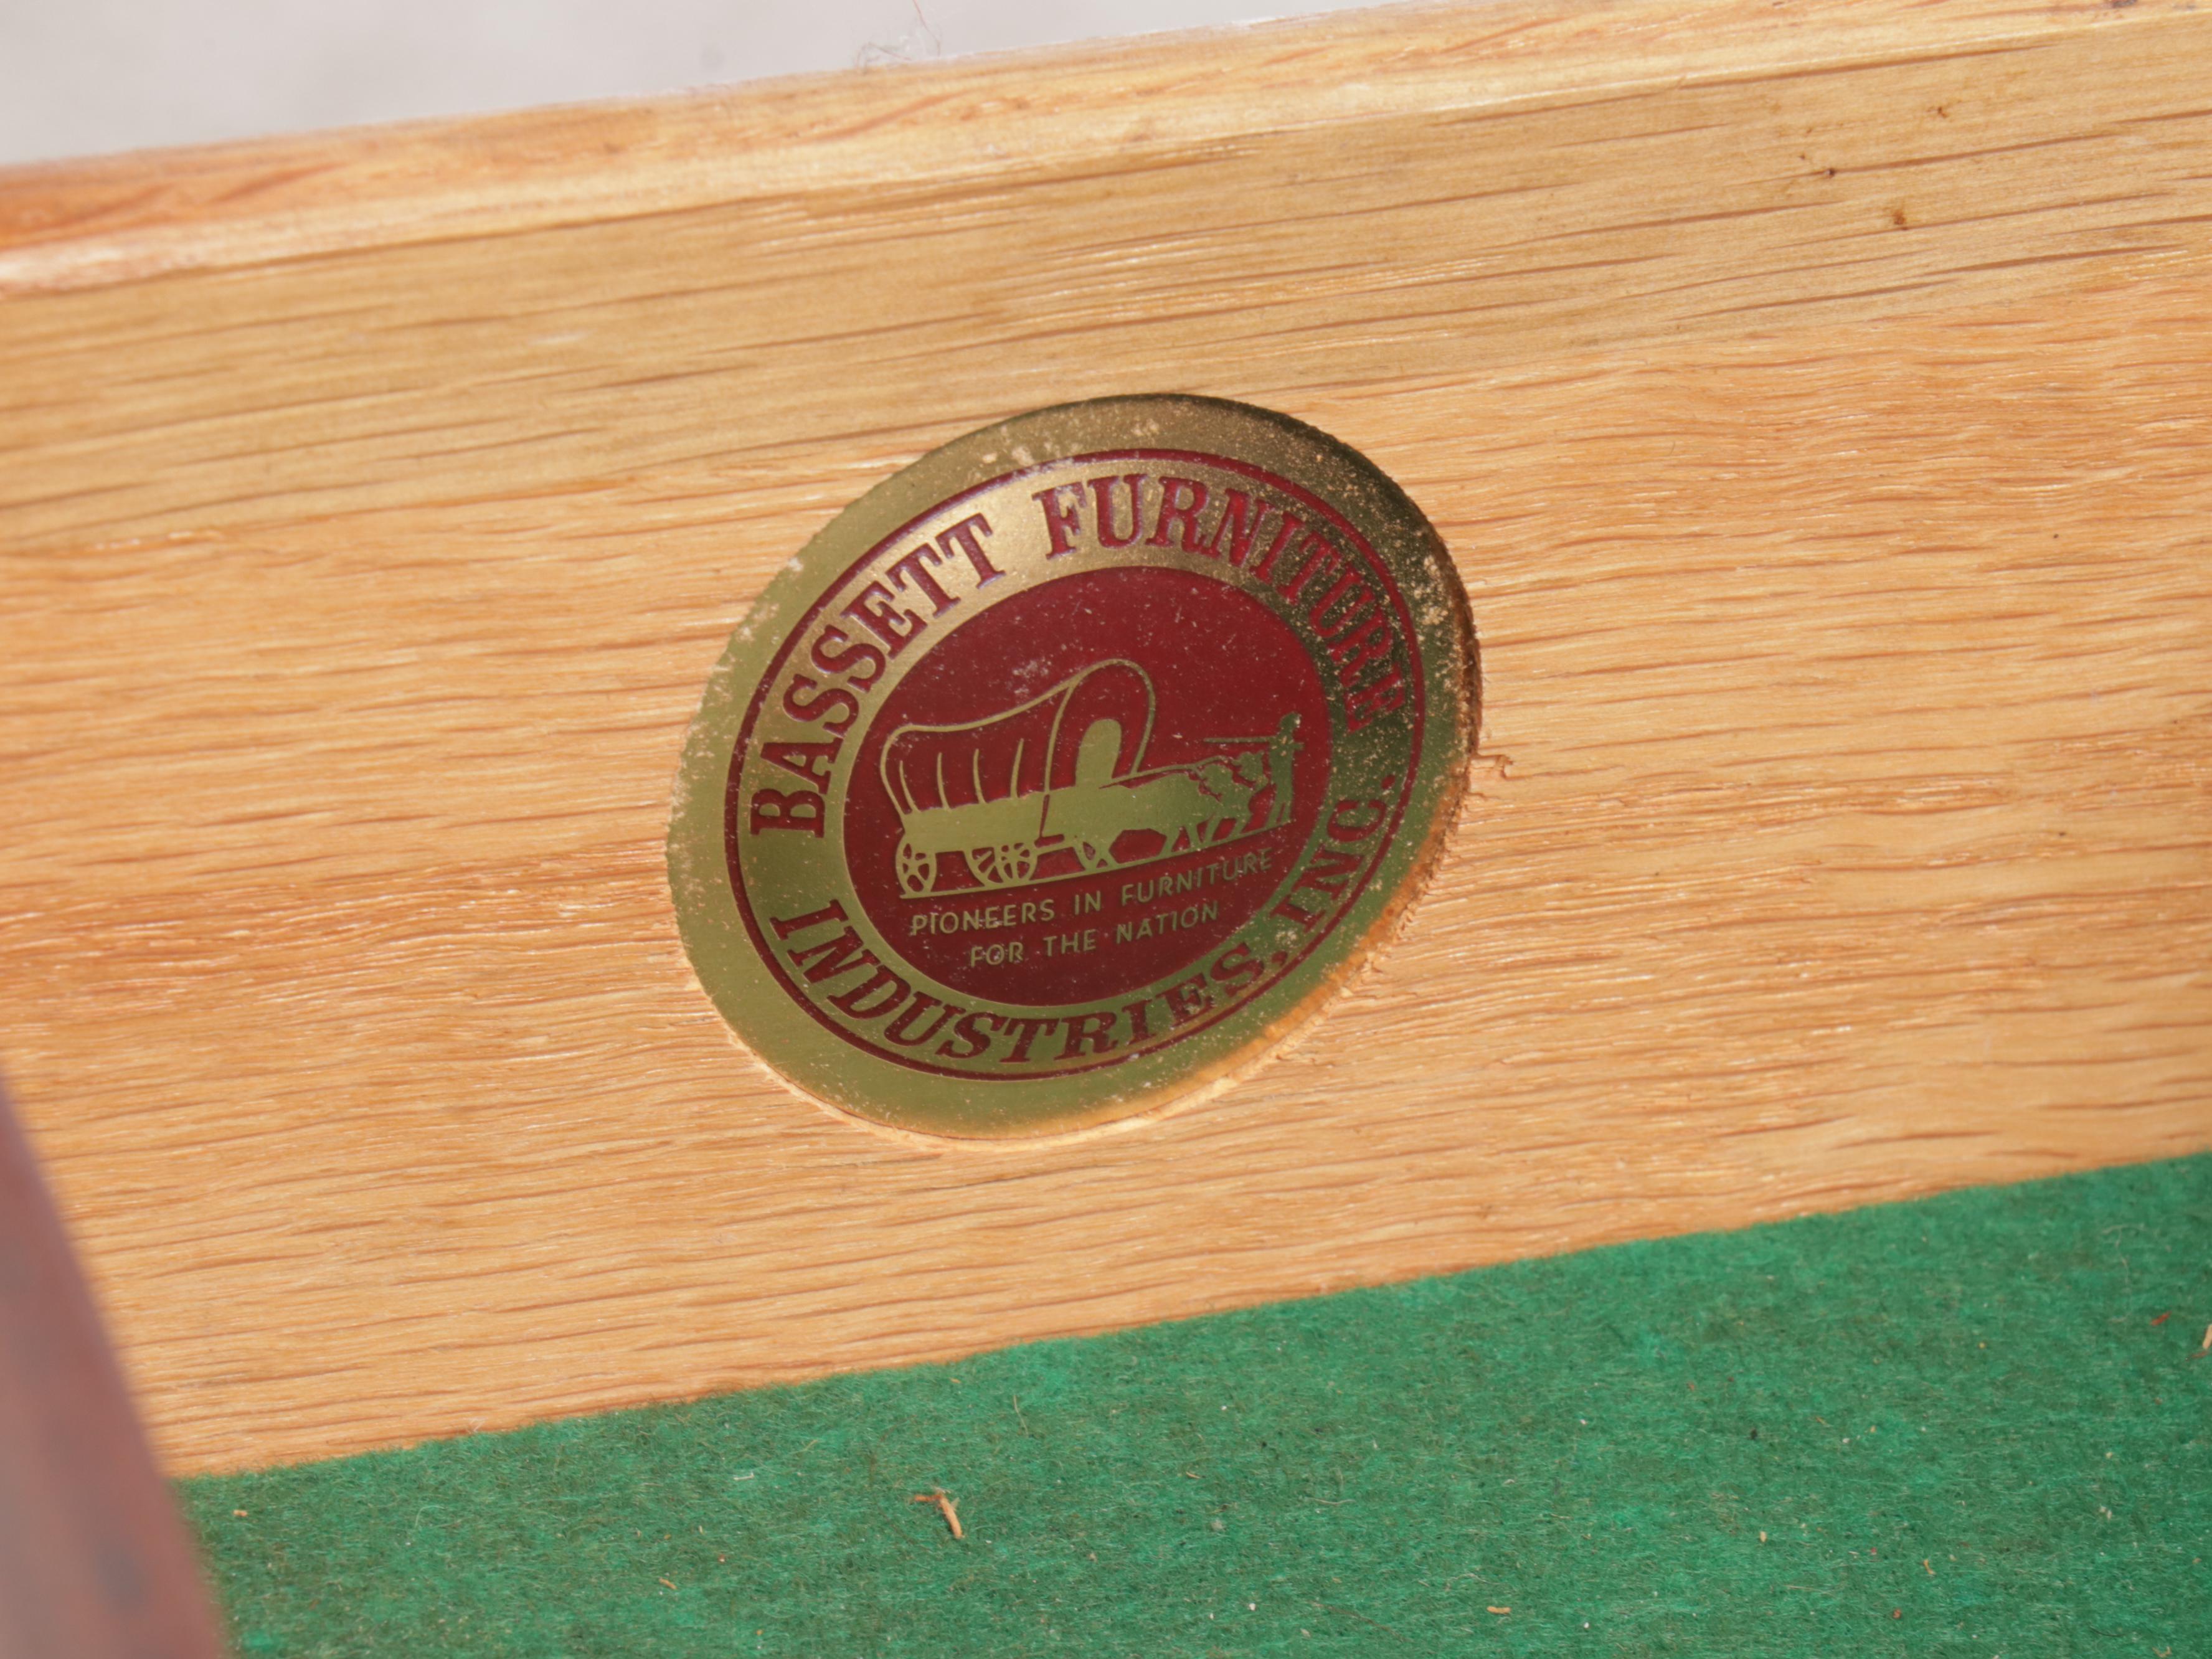 BASSETT FURNITURE
INDUSTRIES, INC.
PIONEERS IN FURNITURE
FOR THE NATION